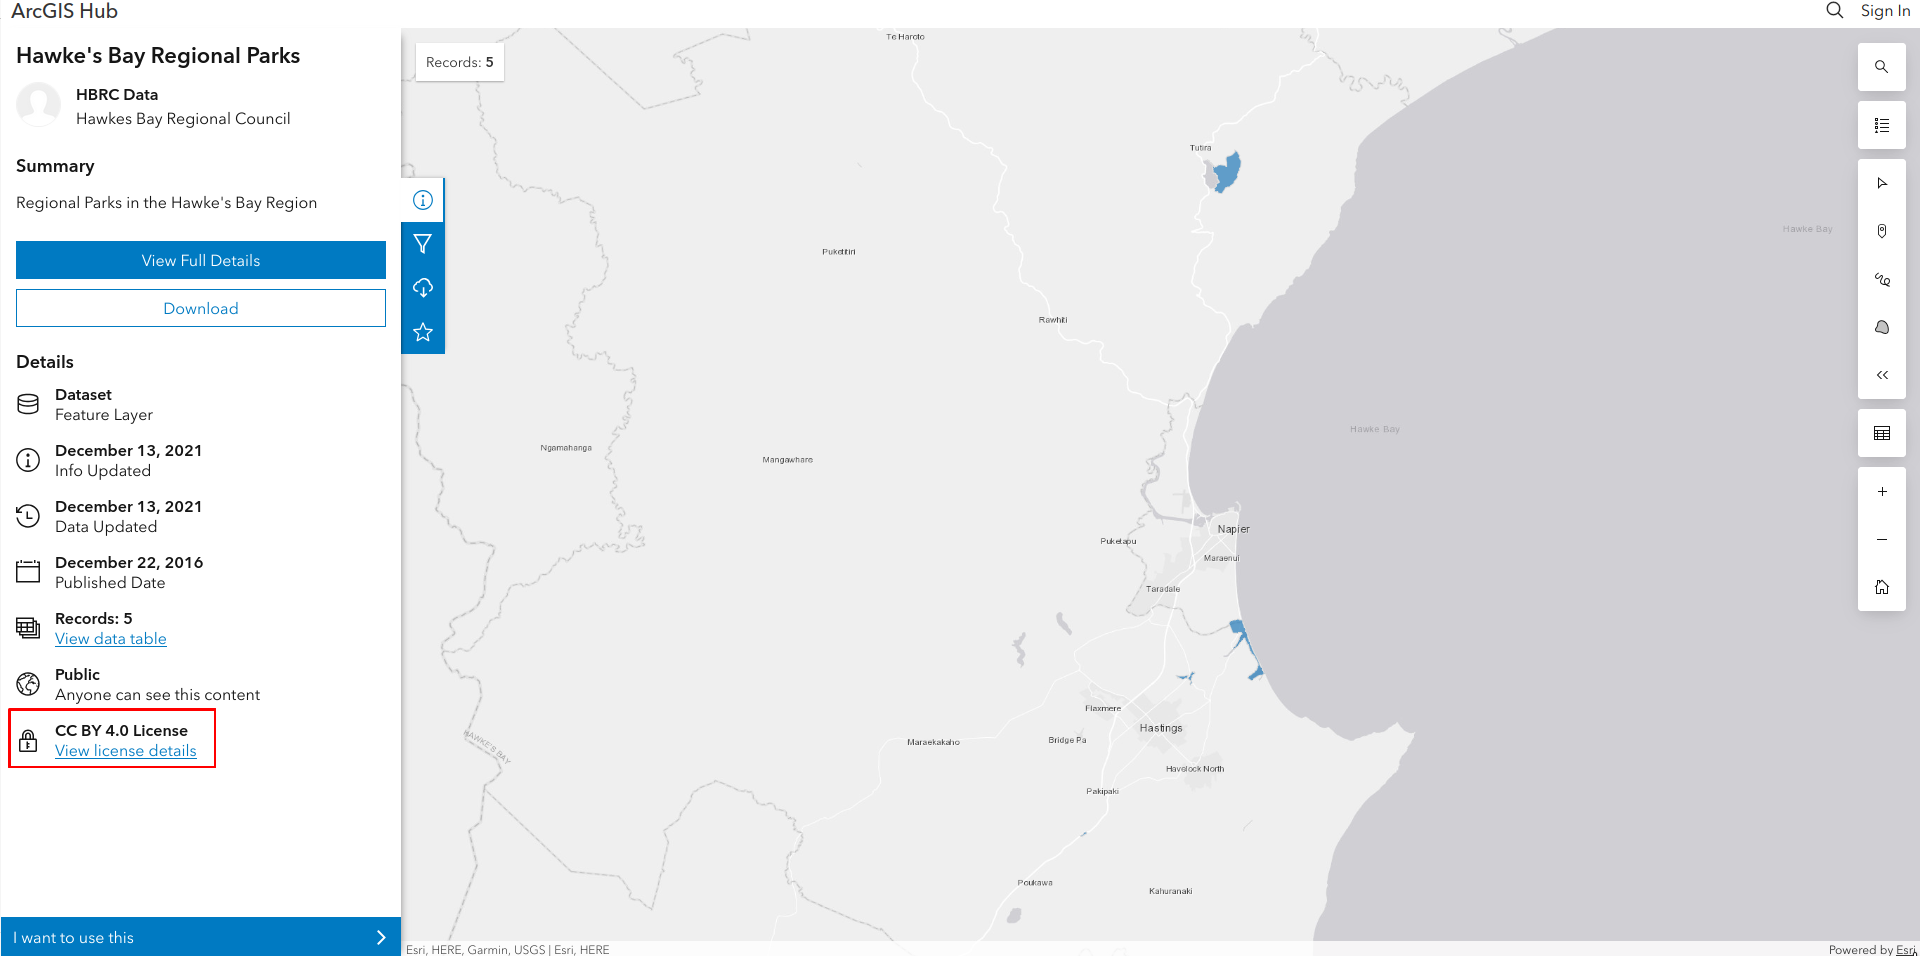 ArcGIS Hub
Sign In
Hawke's Bay Regional Parks
HBRC Data
Hawkes Bay Regional Council
Summary
Regional Parks in the Hawke's Bay Region
View Full Details
Download
Details
Dataset
Feature Layer
December 13, 2021
Info Updated
December 13, 2021
Data Updated
December 22, 2016
Published Date
Records: 5
View data table
Public
Anyone can see this content
CC BY 4.0 License
View license details
I want to use this
Records: 5
Te Haroto
Tutira
Hawke Bay
Puketitiri
Rawhiti
Hawke Bay
Ngamahanga
Mangawhare
Napier
Puketapu
Maraenui
Taradale
Flaxmere
Hastings
HAWKE'S BAY
Maraekakaho
Bridge Pa
Havelock North
Pakipaki
Poukawa
Kahuranaki
Esri, HERE, Garmin, USGS | Esri, HERE
Powered by Esri